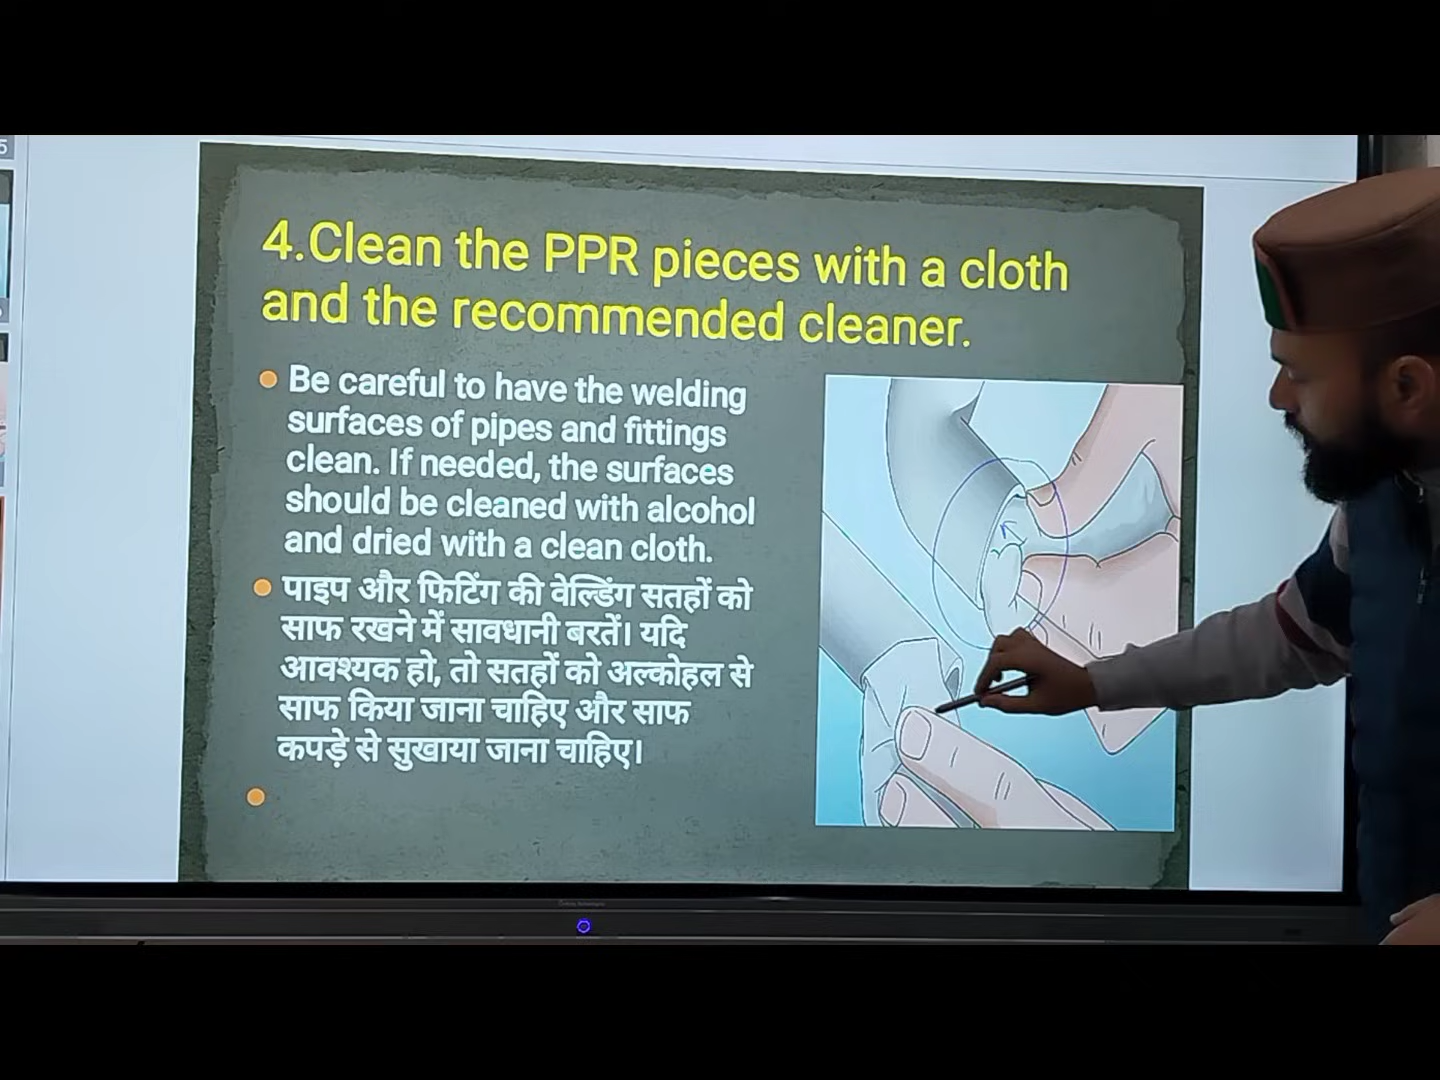 4.Clean the PPR pieces with a cloth
and the recommended cleaner.
Be careful to have the welding
surfaces of pipes and fittings
clean. If needed, the surfaces
should be cleaned with alcohol
and dried with a clean cloth.
पाइप और फिटिंग की वेल्डिंग सतहों को
साफ रखने में सावधानी बरतें। यदि
आवश्यक हो, तो सतहों को अल्कोहल से
साफ किया जाना चाहिए और साफ
कपड़े से सुखाया जाना चाहिए।